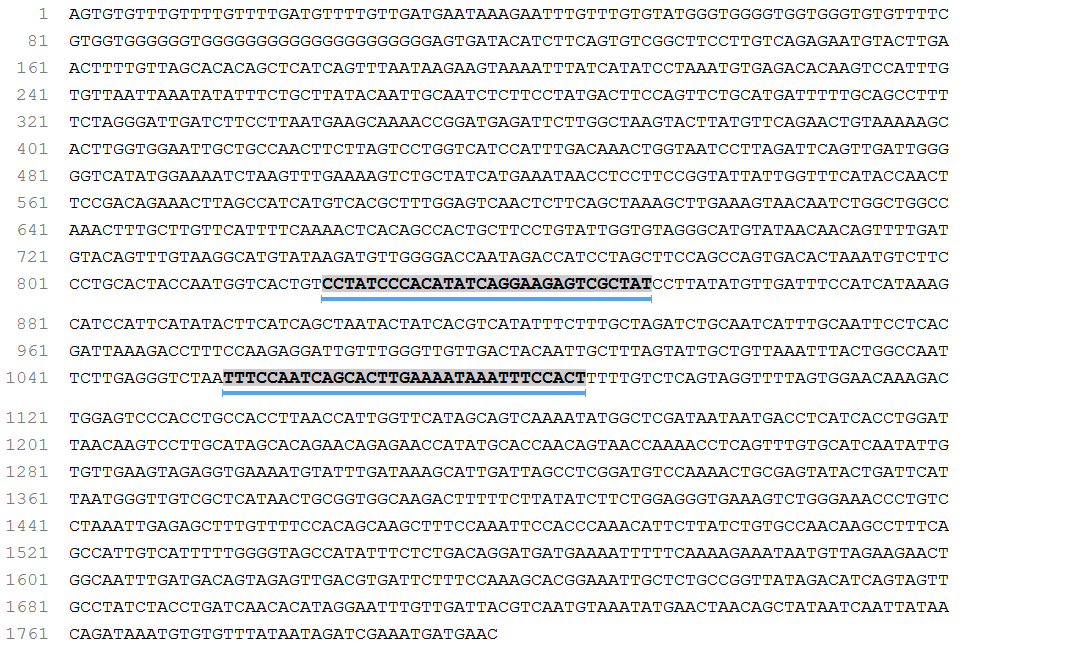 1 AGTGTGTTTGTTTTGTTTTGATGTTTTGTTGATGAATAAAGAATTTGTTTGTGTATGGGTGGGGTGGTGGGTGTGTTTTC
81 GTGGTGGGGGGTGGGGGGGGGGGGGGGGGGGGGAGTGATACATCTTCAGTGTCGGCTTCCTTGTCAGAGAATGTACTTGA
161 ACTTTTGTTAGCACACAGCTCATCAGTTTAATAAGAAGTAAAATTTATCATATCCTAAATGTGAGACACAAGTCCATTTG
241 TGTTAATTAAATATATTTCTGCTTATACAATTGCAATCTCTTCCTATGACTTCCAGTTCTGCATGATTTTTGCAGCCTTT
321 TCTAGGGATTGATCTTCCTTAATGAAGCAAAACCGGATGAGATTCTTGGCTAAGTACTTATGTTCAGAACTGTAAAAAGC
401 ACTTGGTGGAATTGCTGCCAACTTCTTAGTCCTGGTCATCCATTTGACAAACTGGTAATCCTTAGATTCAGTTGATTGGG
481 GGTCATATGGAAAATCTAAGTTTGAAAAGTCTGCTATCATGAAATAACCTCCTTCCGGTATTATTGGTTTCATACCAACT
561 TCCGACAGAAACTTAGCCATCATGTCACGCTTTGGAGTCAACTCTTCAGCTAAAGCTTGAAAGTAACAATCTGGCTGGCC
641 AAACTTTGCTTGTTCATTTTCAAAACTCACAGCCACTGCTTCCTGTATTGGTGTAGGGCATGTATAACAACAGTTTTGAT
721 GTACAGTTTGTAAGGCATGTATAAGATGTTGGGGACCAATAGACCATCCTAGCTTCCAGCCAGTGACACTAAATGTCTTC
801 CCTGCACTACCAATGGTCACTGTCCTATCCCACATATCAGGAAGAGTCGCTATCCTTATATGTTGATTTCCATCATAAAG
881 CATCCATTCATATACTTCATCAGCTAATACTATCACGTCATATTTCTTTGCTAGATCTGCAATCATTTGCAATTCCTCAC
961 GATTAAAGACCTTTCCAAGAGGATTGTTTGGGTTGTTGACTACAATTGCTTTAGTATTGCTGTTAAATTTACTGGCCAAT
1041 TCTTGAGGGTCTAATTTCCAATCAGCACTTGAAAATAAATTTCCACTTTTTGTCTCAGTAGGTTTTAGTGGAACAAAGAC
1121 TGGAGTCCCACCTGCCACCTTAACCATTGGTTCATAGCAGTCAAAATATGGCTCGATAATAATGACCTCATCACCTGGAT
1201 TAACAAGTCCTTGCATAGCACAGAACAGAGAACCATATGCACCAACAGTAACCAAAACCTCAGTTTGTGCATCAATATTG
1281 TGTTGAAGTAGAGGTGAAAATGTATTTGATAAAGCATTGATTAGCCTCGGATGTCCAAAACTGCGAGTATACTGATTCAT
1361 TAATGGGTTGTCGCTCATAACTGCGGTGGCAAGACTTTTTCTTATATCTTCTGGAGGGTGAAAGTCTGGGAAACCCTGTC
1441 CTAAATTGAGAGCTTTGTTTTCCACAGCAAGCTTTCCAAATTCCACCCAAACATTCTTATCTGTGCCAACAAGCCTTTCA
1521 GCCATTGTCATTTTTGGGGTAGCCATATTTCTCTGACAGGATGATGAAAATTTTTCAAAAGAAATAATGTTAGAAGAACT
1601 GGCAATTTGATGACAGTAGAGTTGACGTGATTCTTTCCAAAGCACGGAAATTGCTCTGCCGGTTATAGACATCAGTAGTT
1681 GCCTATCTACCTGATCAACACATAGGAATTTGTTGATTACGTCAATGTAAATATGAACTAACAGCTATAATCAATTATAA
1761 CAGATAAATGTGTGTTTATAATAGATCGAAATGATGAAC